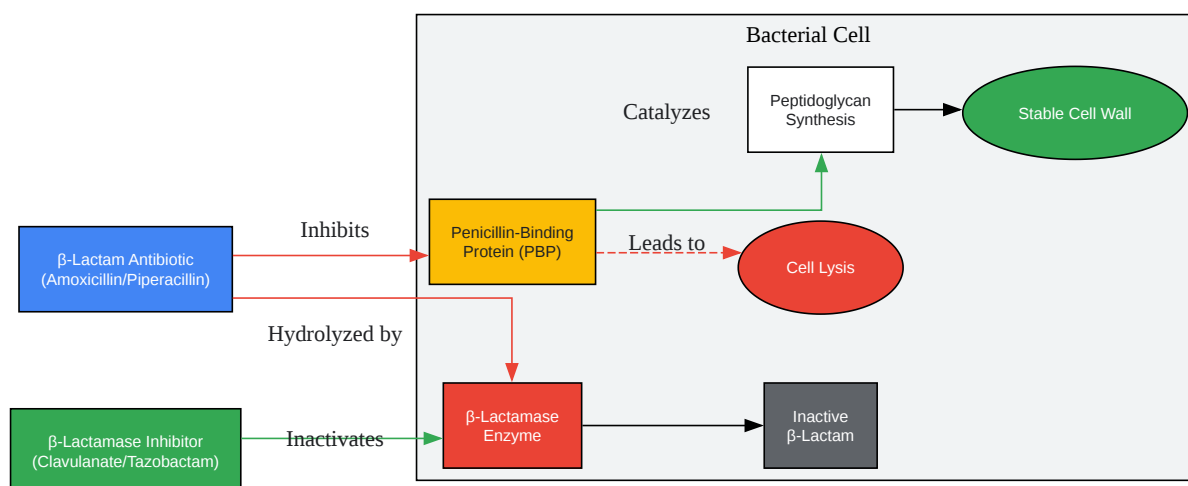 Bacterial Cell
Catalyzes
Peptidoglycan
Synthesis
Stable Cell Wall
Inhibits
Penicillin-Binding
Protein (PBP)
Leads to
Cell Lysis
β-Lactam Antibiotic
(Amoxicillin/Piperacillin)
Hydrolyzed by
β-Lactamase Inhibitor
(Clavulanate/Tazobactam)
Inactivates
β-Lactamase
Enzyme
Inactive
β-Lactam